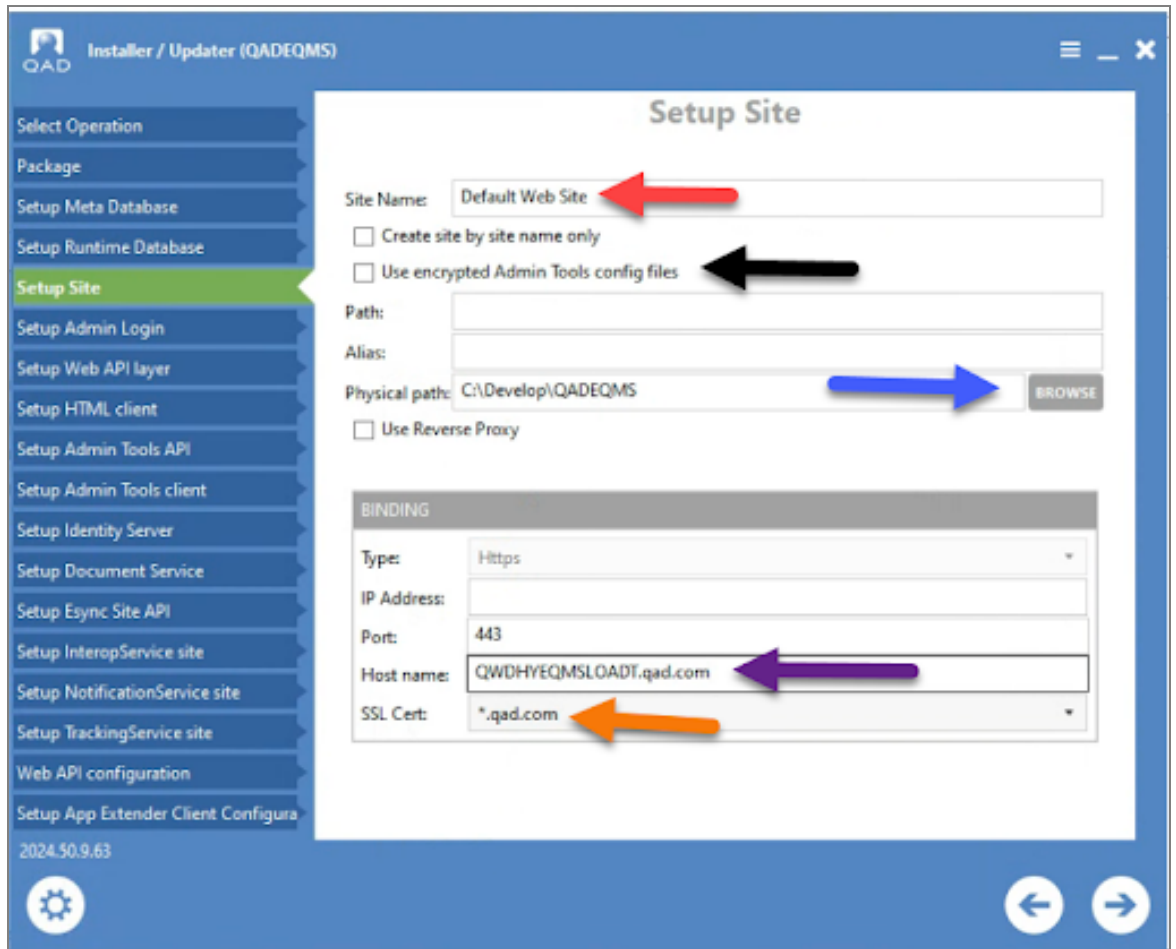 QAD
Installer / Updater (QADEQMS)
Select Operation
Package
Setup Meta Database
Setup Runtime Database
Setup Site
Setup Admin Login
Setup Web API layer
Setup HTML client
Setup Admin Tools API
Setup Admin Tools client
Setup Identity Server
Setup Document Service
Setup Esync Site API
Setup InteropService site
Setup NotificationService site
Setup TrackingService site
Web API configuration
Setup App Extender Client Configura
2024.50.9.63
Setup Site
Site Name: Default Web Site
Create site by site name only
Use encrypted Admin Tools config files
Path:
Alias:
Physical path: C:\Develop\QADEQMS BROWSE
Use Reverse Proxy
BINDING
Type: Https
IP Address:
Port: 443
Host name: QWDHYEQMSLOADT.qad.com
SSL Cert: *.qad.com